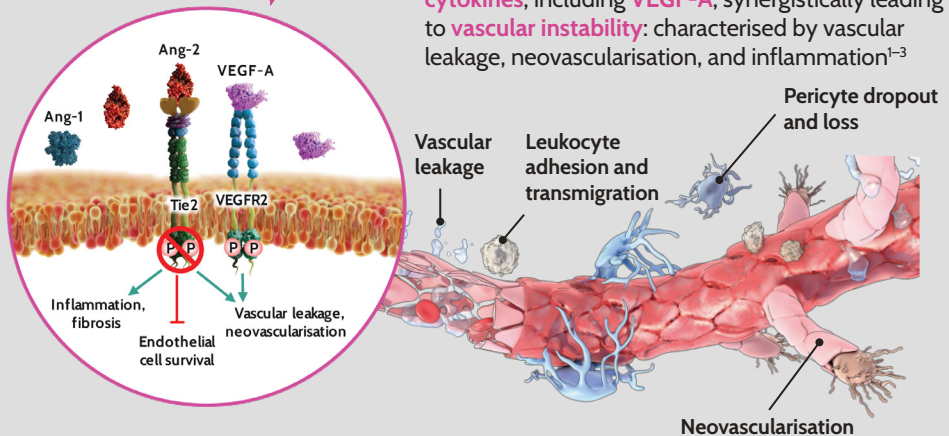 cytokines, including VEGF-A, synergistically leading
to vascular instability: characterised by vascular
leakage, neovascularisation, and inflammation¹⁻³
Ang-2
VEGF-A
Ang-1
Tie2
VEGFR2
P P
P P
Inflammation,
fibrosis
Endothelial
cell survival
Vascular leakage,
neovascularisation
Vascular
leakage
Leukocyte
adhesion and
transmigration
Pericyte dropout
and loss
Neovascularisation